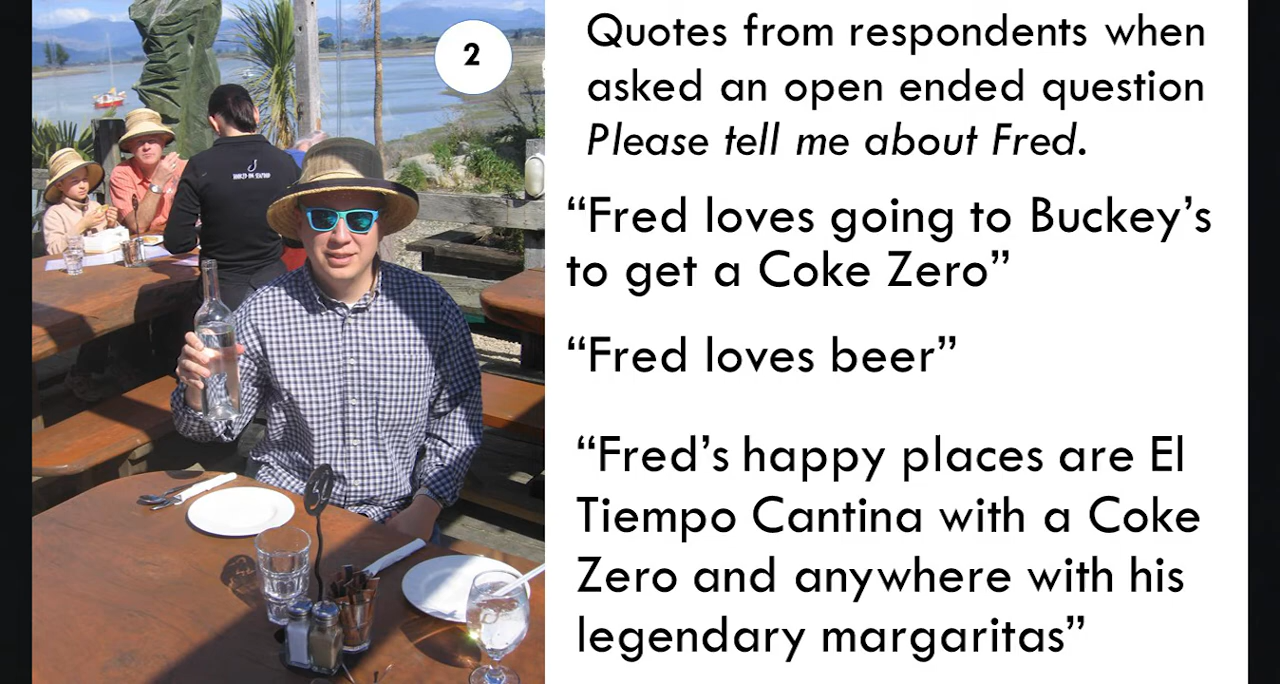 2
Quotes from respondents when
asked an open ended question
Please tell me about Fred.
“Fred loves going to Buckey’s
to get a Coke Zero”
“Fred loves beer”
“Fred’s happy places are El
Tiempo Cantina with a Coke
Zero and anywhere with his
legendary margaritas”